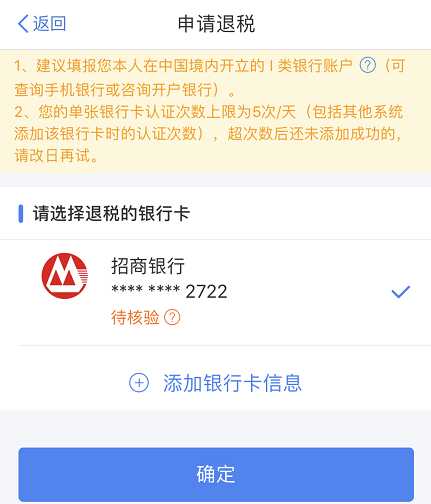 返回 申请退税
1、建议填报您本人在中国境内开立的 I 类银行账户 ?（可
查询手机银行或咨询开户银行）。
2、您的单张银行卡认证次数上限为5次/天（包括其他系统
添加该银行卡时的认证次数），超次数后还未添加成功的，
请改日再试。
请选择退税的银行卡
招商银行
**** **** 2722
待核验 ?
添加银行卡信息
确定